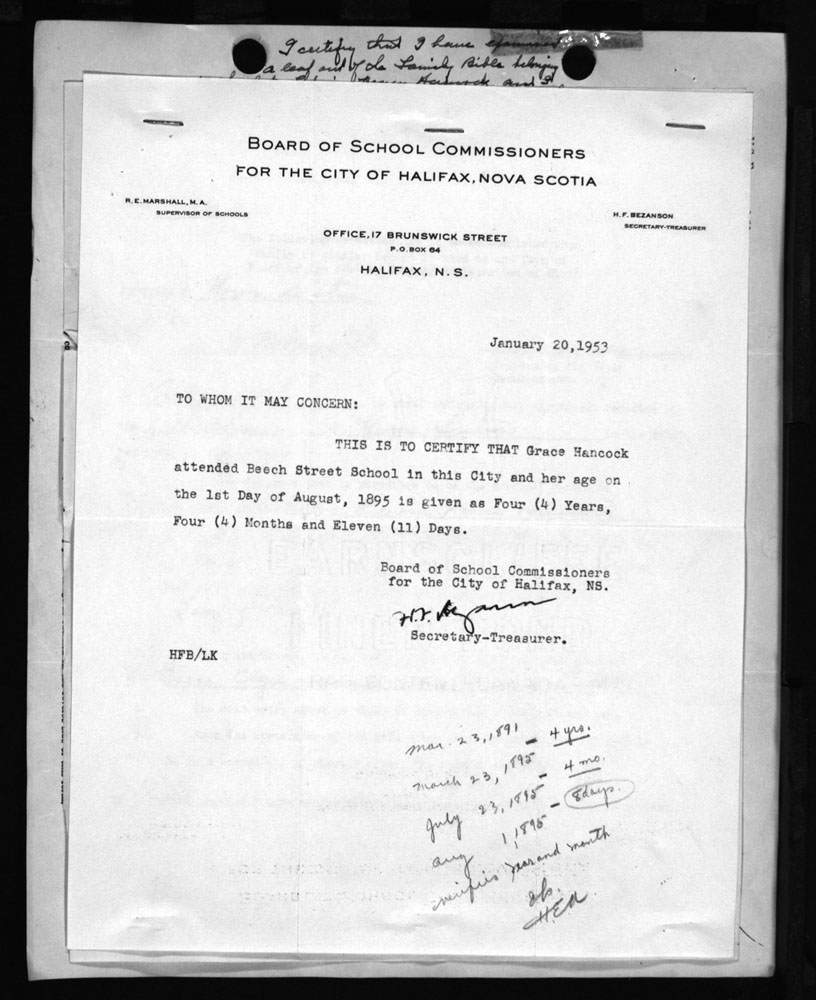 I certify that I have examined
a leaf out of the Family Bible belonging
Hancock and I
BOARD OF SCHOOL COMMISSIONERS
FOR THE CITY OF HALIFAX, NOVA SCOTIA
R. E. MARSHALL, M. A.
SUPERVISOR OF SCHOOLS
H. F. BEZANSON
SECRETARY-TREASURER
OFFICE, 17 BRUNSWICK STREET
P. O. BOX 64
HALIFAX, N. S.
January 20,1953
TO WHOM IT MAY CONCERN:
THIS IS TO CERTIFY THAT Grace Hancock
attended Beech Street School in this City and her age on
the 1st Day of August, 1895 is given as Four (4) Years,
Four (4) Months and Eleven (11) Days.
Board of School Commissioners
for the City of Halifax, NS.
H.F. Bezanson
Secretary-Treasurer.
HFB/LK
Mar. 23, 1891 - 4 yrs.
March 23, 1895 - 4 mo.
July 23, 1895 - 8 days.
Aug 1, 1895
verifies year and month
HEA